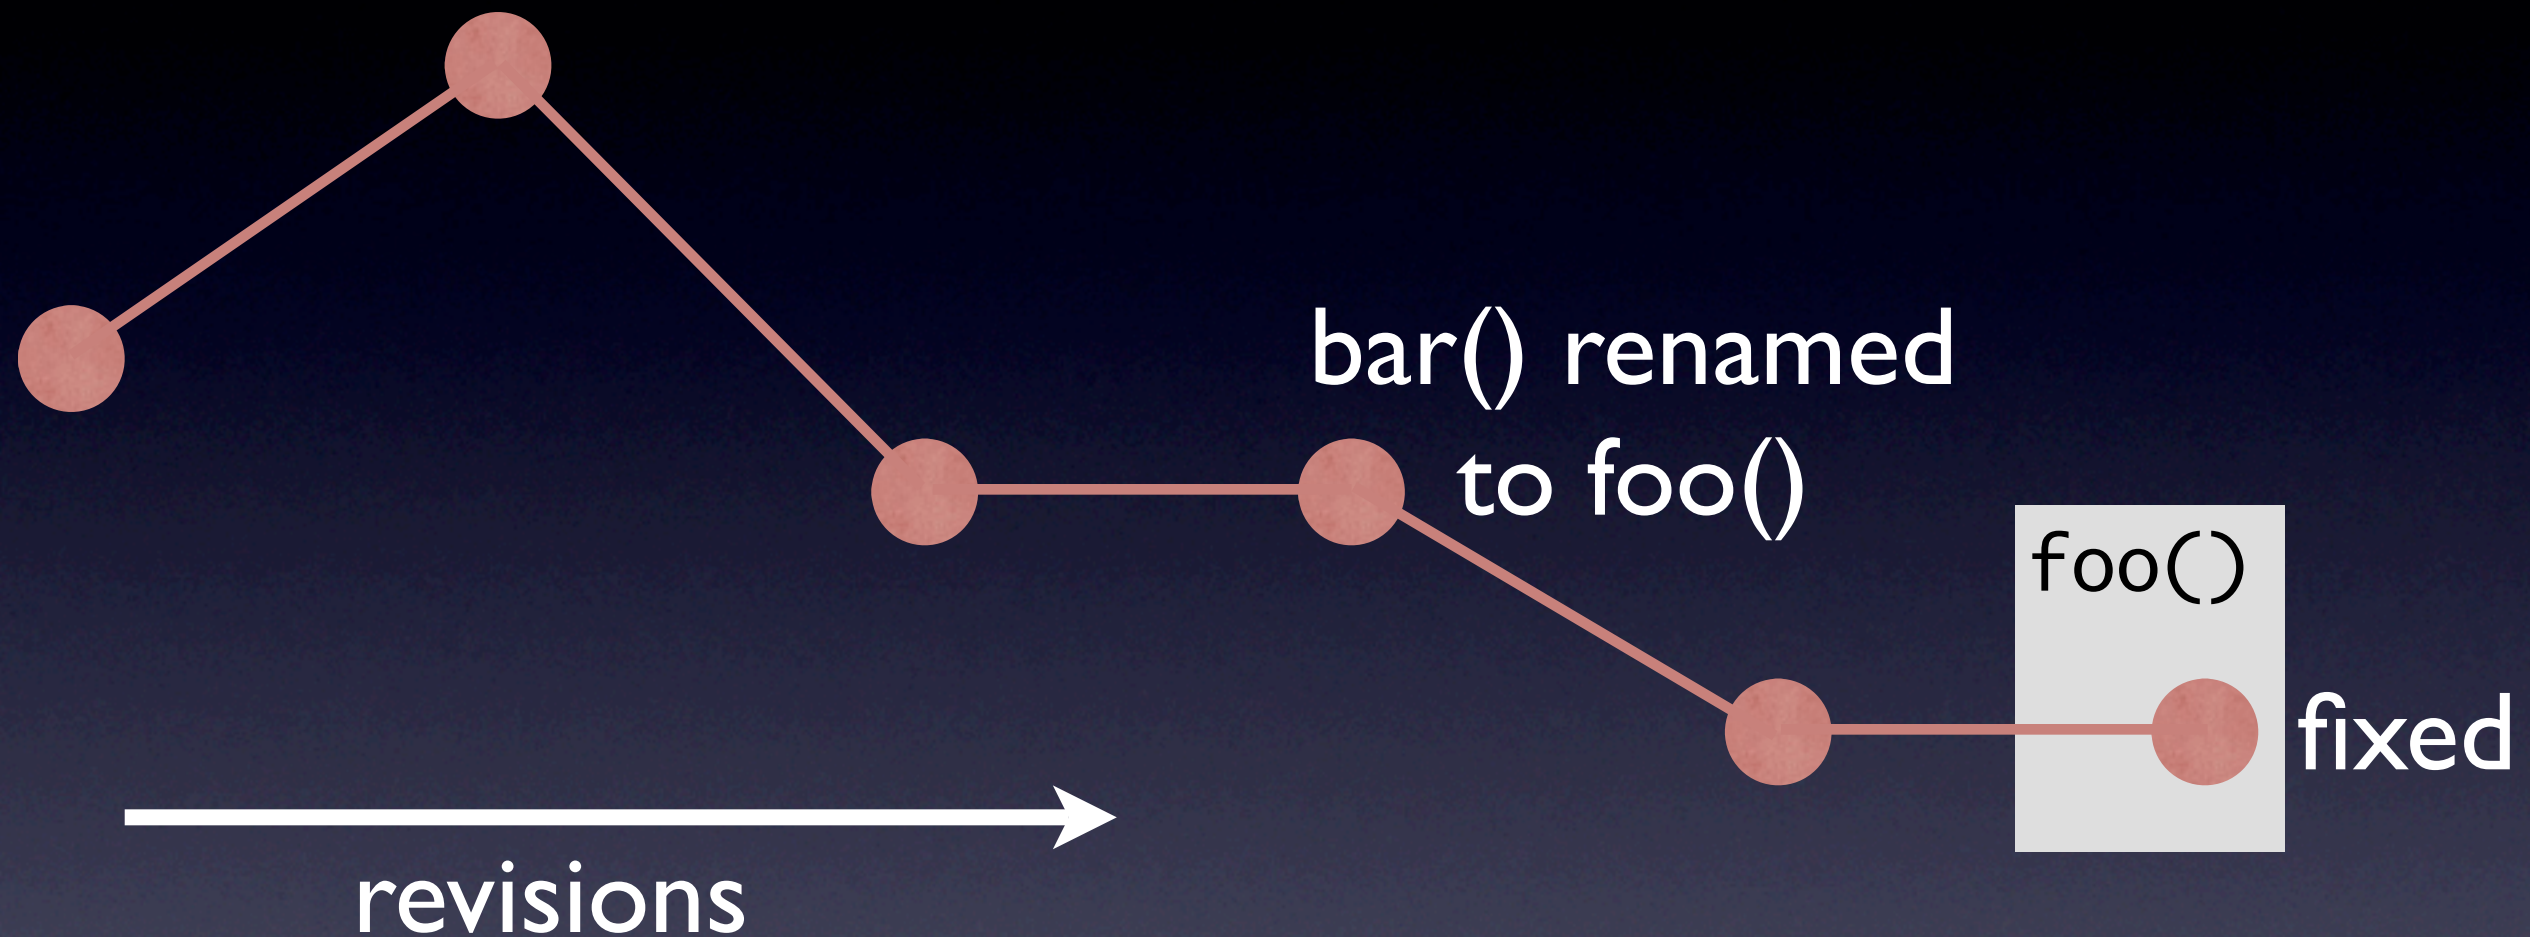 bar() renamed
to foo()
foo()
fixed
revisions